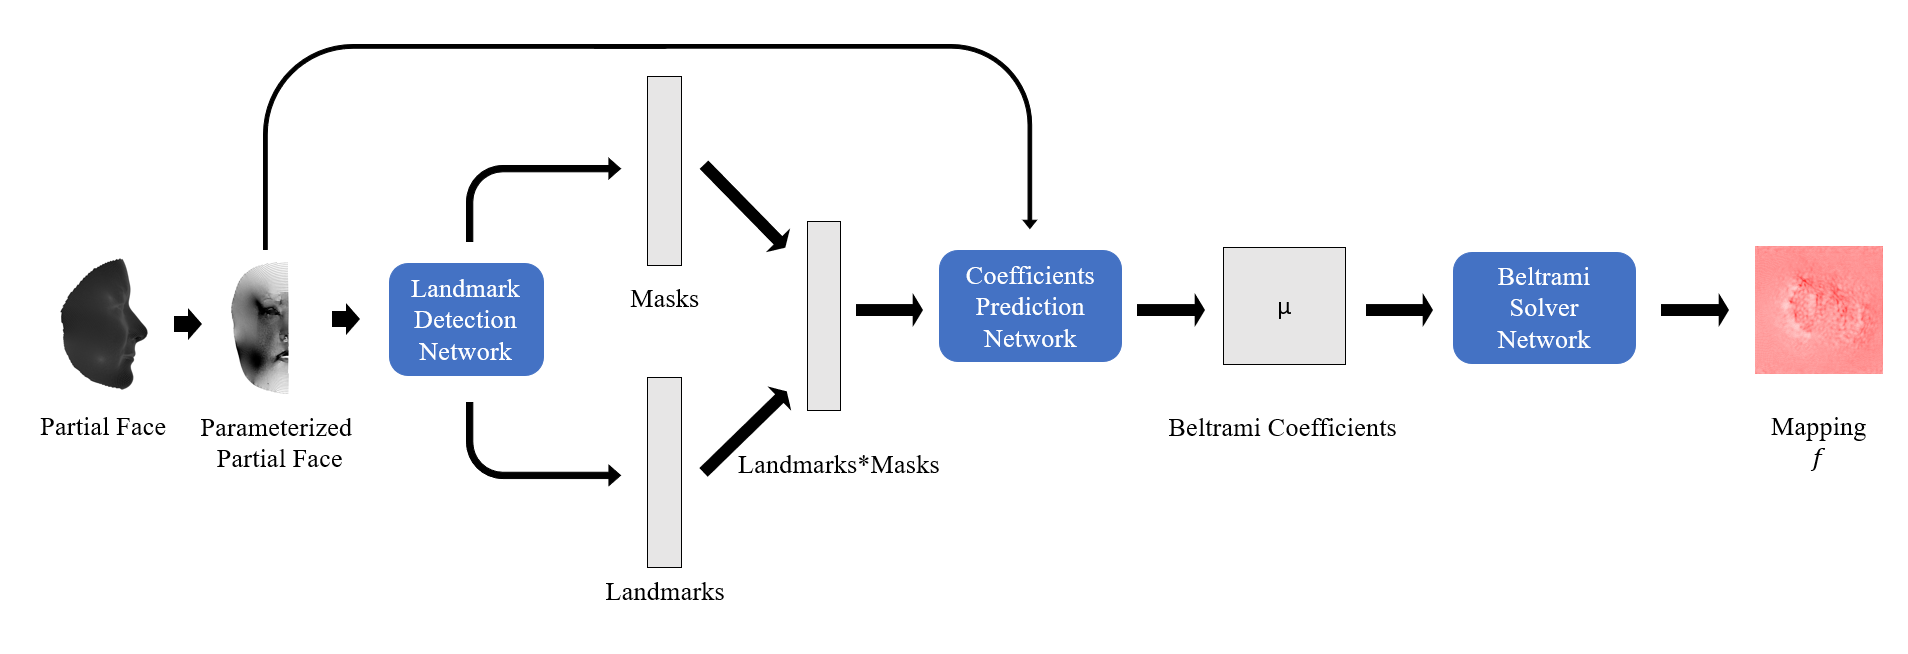 Partial Face
Parameterized
Partial Face
Landmark
Detection
Network
Masks
Landmarks
Landmarks*Masks
Coefficients
Prediction
Network
μ
Beltrami Coefficients
Beltrami
Solver
Network
Mapping
f